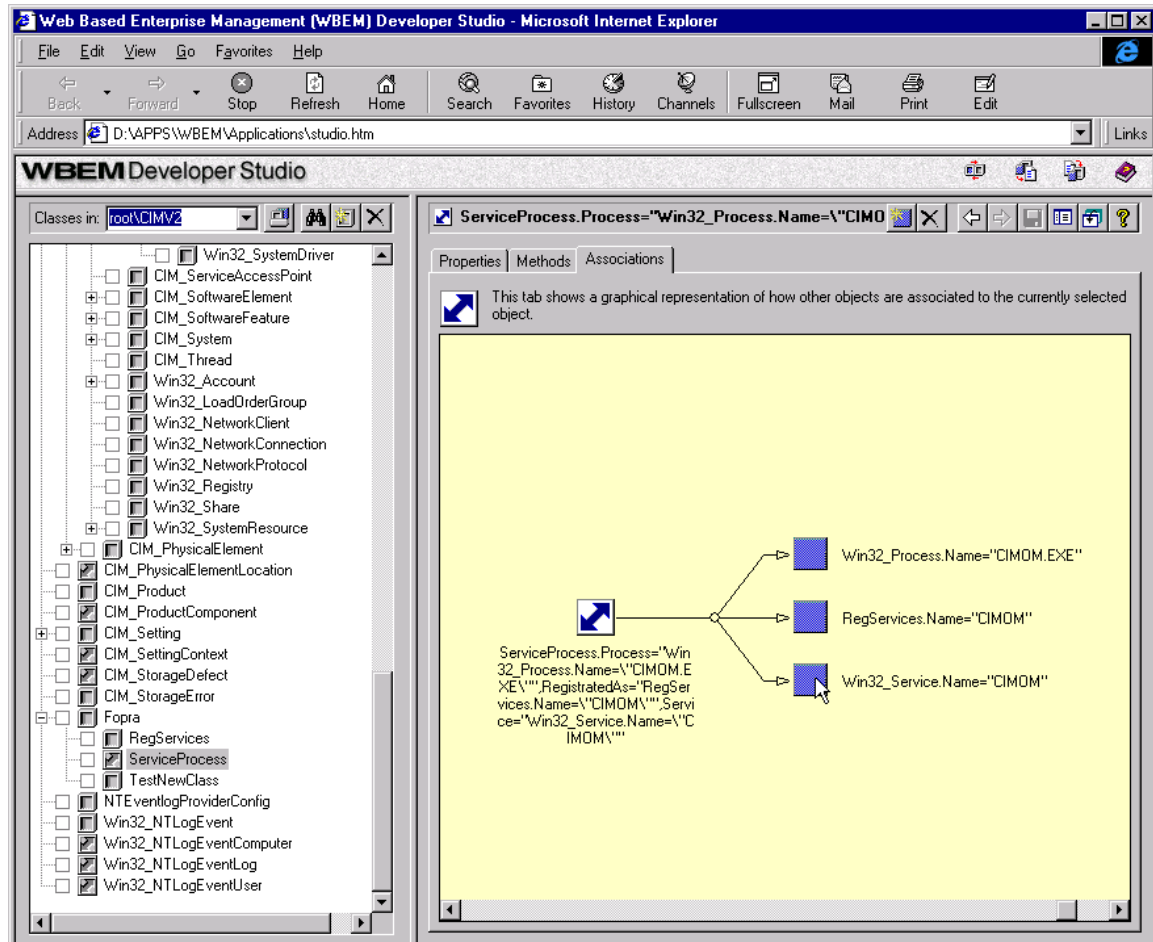 Web Based Enterprise Management (WBEM) Developer Studio - Microsoft Internet Explorer
File Edit View Go Favorites Help
Back Forward Stop Refresh Home Search Favorites History Channels Fullscreen Mail Print Edit
Address D:\APPS\WBEM\Applications\studio.htm Links
WBEM Developer Studio
Classes in: root\CIMV2
Win32_SystemDriver
CIM_ServiceAccessPoint
CIM_SoftwareElement
CIM_SoftwareFeature
CIM_System
CIM_Thread
Win32_Account
Win32_LoadOrderGroup
Win32_NetworkClient
Win32_NetworkConnection
Win32_NetworkProtocol
Win32_Registry
Win32_Share
Win32_SystemResource
CIM_PhysicalElement
CIM_PhysicalElementLocation
CIM_Product
CIM_ProductComponent
CIM_Setting
CIM_SettingContext
CIM_StorageDefect
CIM_StorageError
Fopra
RegServices
ServiceProcess
TestNewClass
NTEventlogProviderConfig
Win32_NTLogEvent
Win32_NTLogEventComputer
Win32_NTLogEventLog
Win32_NTLogEventUser
ServiceProcess.Process="Win32_Process.Name=\"CIMO
Properties Methods Associations
This tab shows a graphical representation of how other objects are associated to the currently selected
object.
Win32_Process.Name="CIMOM.EXE"
RegServices.Name="CIMOM"
Win32_Service.Name="CIMOM"
ServiceProcess.Process="Win
32_Process.Name=\"CIMOM.E
XE\"",RegistratedAs="RegSer
vices.Name=\"CIMOM\"",Servi
ce="Win32_Service.Name=\"C
IMOM\""